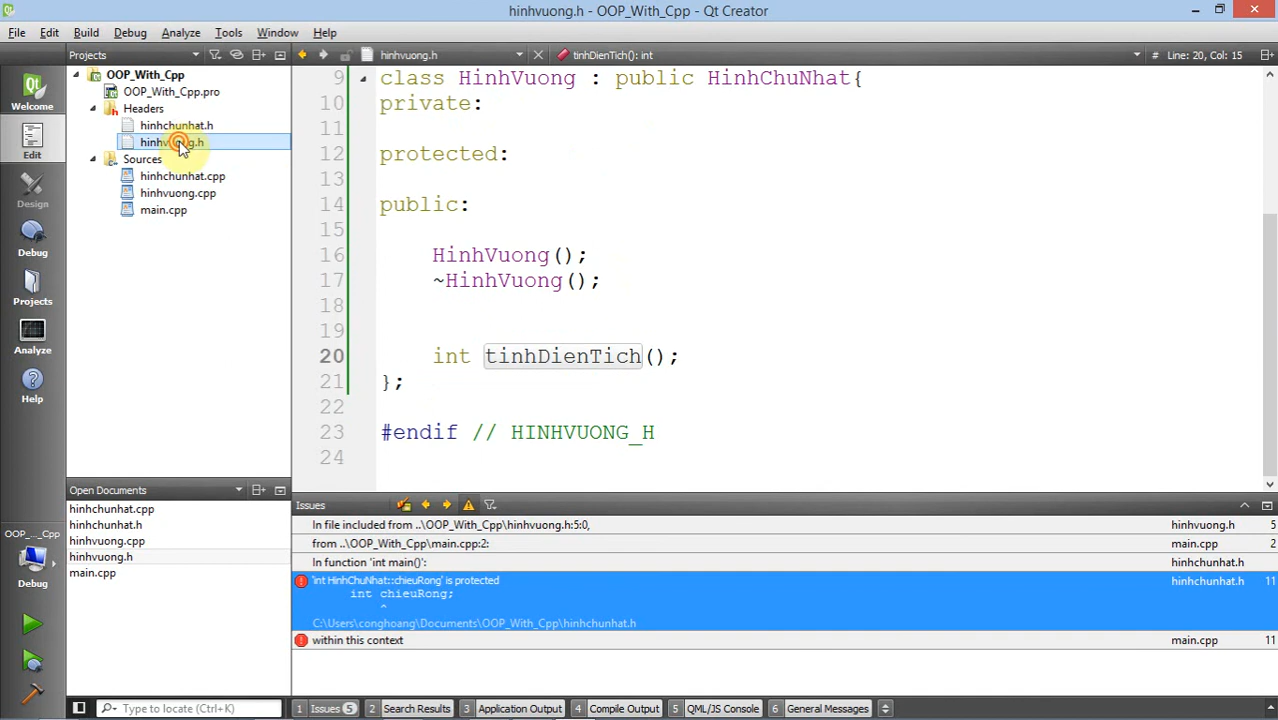 hinhvuong.h - OOP_With_Cpp - Qt Creator
File Edit Build Debug Analyze Tools Window Help
Projects
hinhvuong.h
tinhDienTich(): int
# Line: 20, Col: 15
Welcome
Edit
Design
Debug
Projects
Analyze
Help
OOP_..._Cpp
Debug
OOP_With_Cpp
OOP_With_Cpp.pro
Headers
hinhchunhat.h
Sources
hinhchunhat.cpp
hinhvuong.cpp
main.cpp
Open Documents
hinhchunhat.cpp
hinhchunhat.h
hinhvuong.cpp
hinhvuong.h
main.cpp
9 class HinhVuong : public HinhChuNhat{
10 private:
11
12 protected:
13
14 public:
15
16 HinhVuong();
17 ~HinhVuong();
18
19
20 int tinhDienTich();
21 };
22
23 #endif // HINHVUONG_H
24
Issues
In file included from ..\OOP_With_Cpp\hinhvuong.h:5:0, hinhvuong.h 5
from ..\OOP_With_Cpp\main.cpp:2: main.cpp 2
In function 'int main()': hinhchunhat.h
'int HinhChuNhat::chieuRong' is protected hinhchunhat.h 11
int chieuRong;
^
C:\Users\conghoang\Documents\OOP_With_Cpp\hinhchunhat.h
within this context main.cpp 11
Type to locate (Ctrl+K) 1 Issues 5 2 Search Results 3 Application Output 4 Compile Output 5 QML/JS Console 6 General Messages